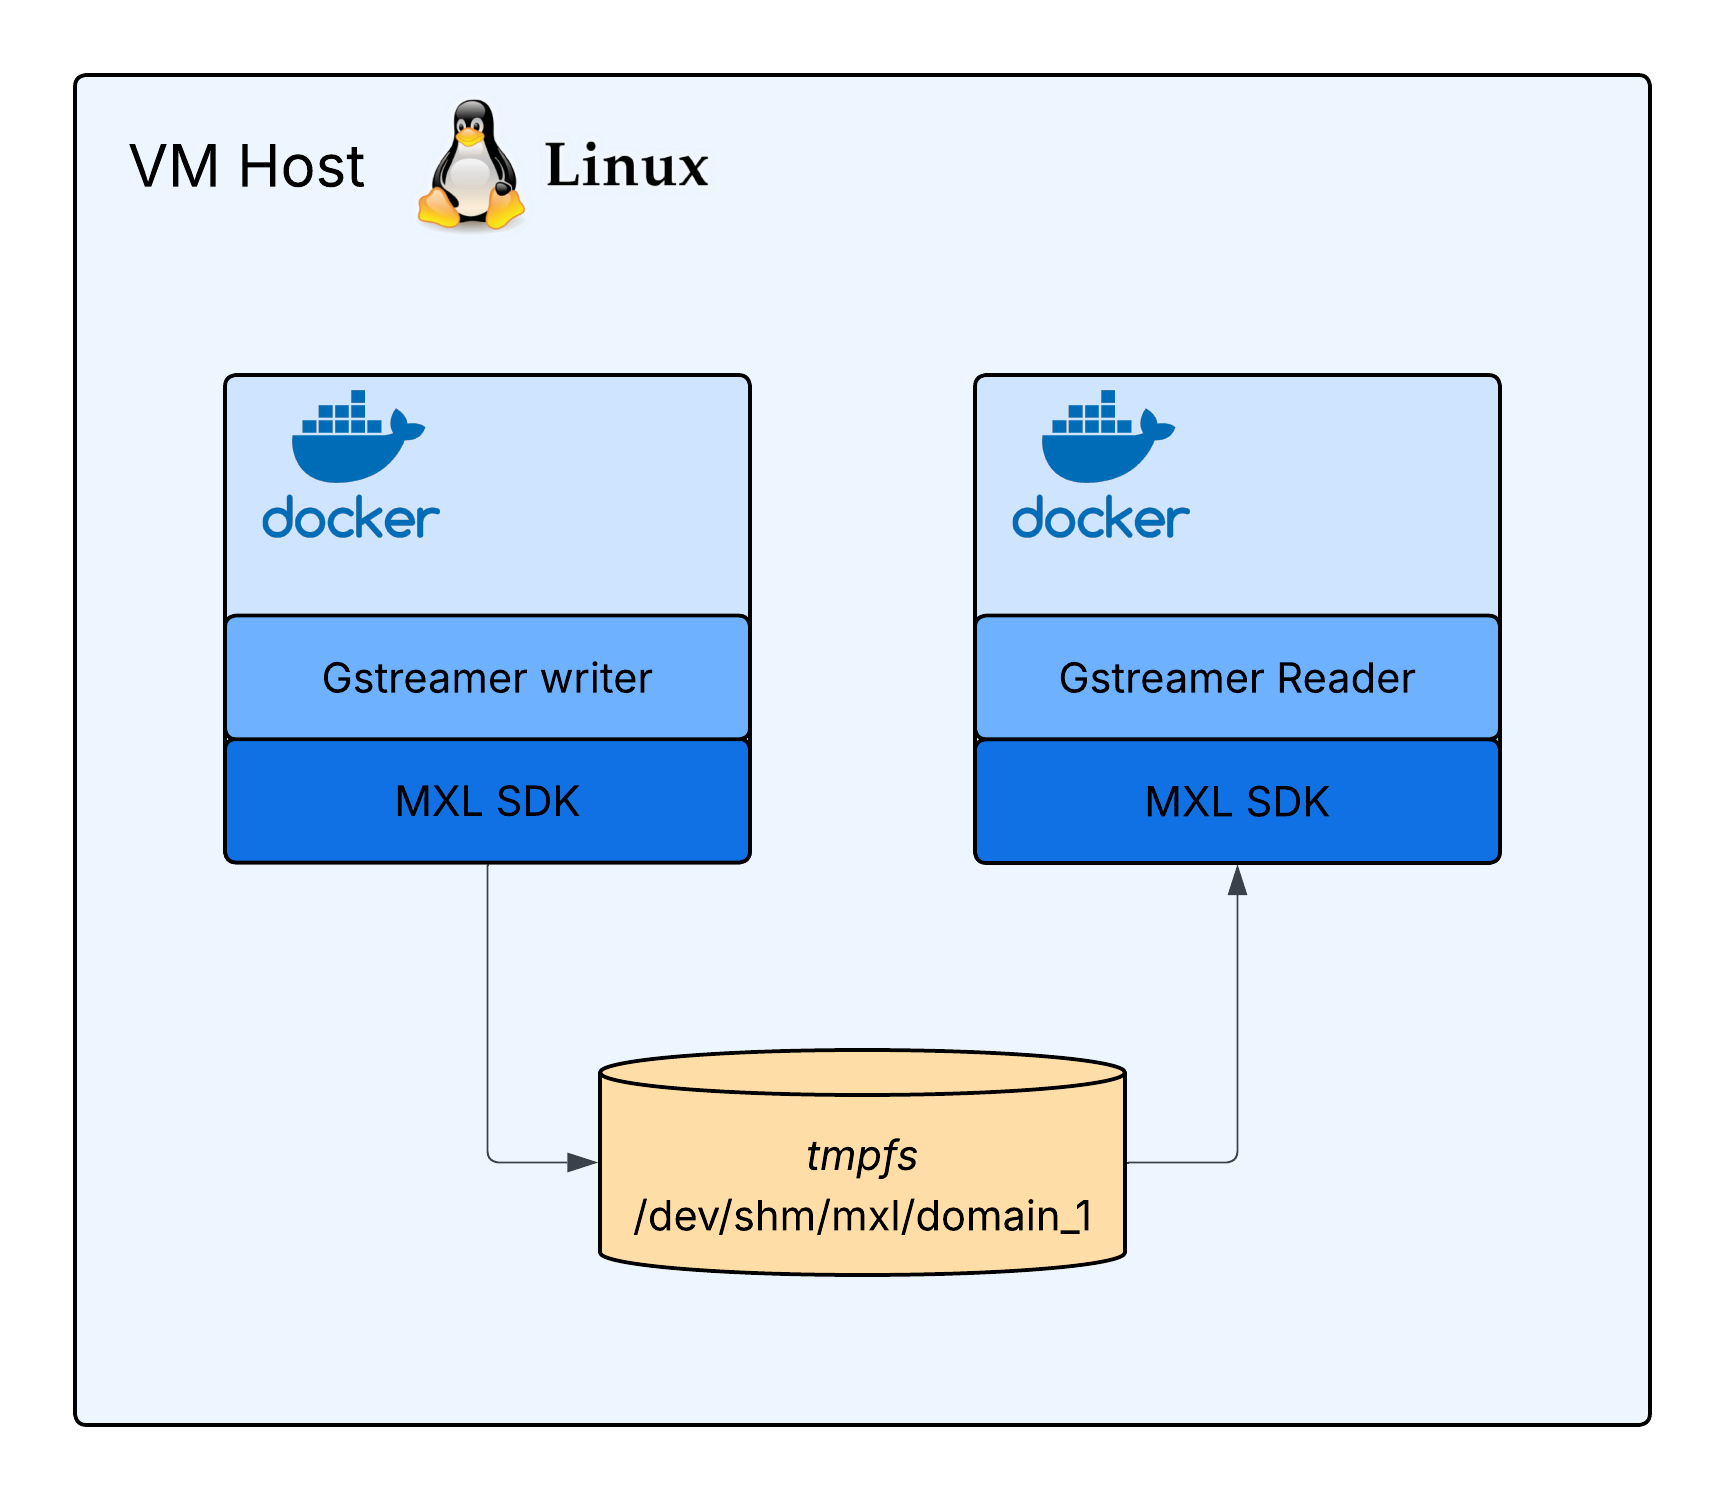 VM Host
Linux
docker
docker
Gstreamer writer
Gstreamer Reader
MXL SDK
MXL SDK
tmpfs
/dev/shm/mxl/domain_1